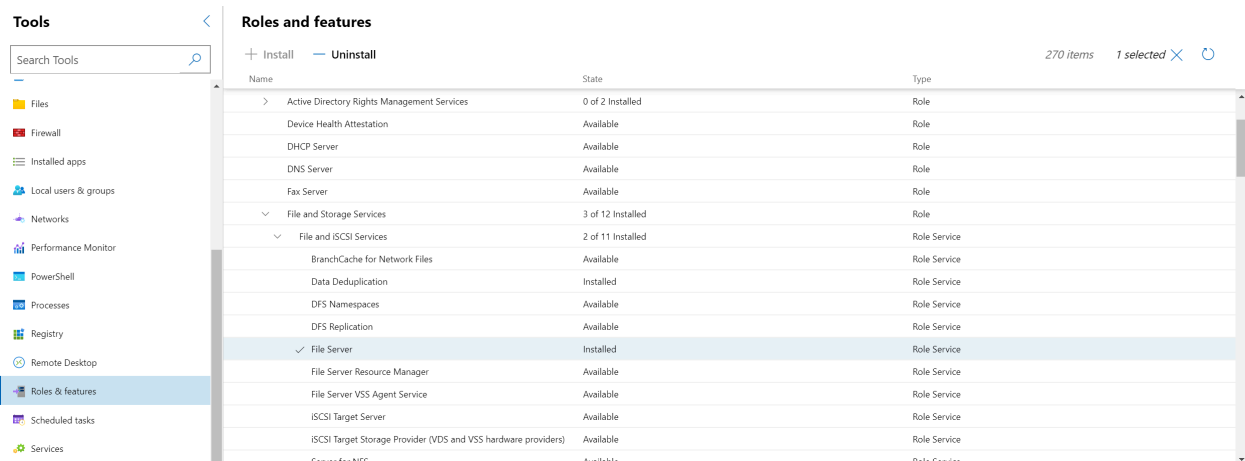 Tools
Search Tools
Files
Firewall
Installed apps
Local users & groups
Networks
Performance Monitor
PowerShell
Processes
Registry
Remote Desktop
Roles & features
Scheduled tasks
Services
Roles and features
Install Uninstall 270 items 1 selected
Name State Type
Active Directory Rights Management Services 0 of 2 Installed Role
Device Health Attestation Available Role
DHCP Server Available Role
DNS Server Available Role
Fax Server Available Role
File and Storage Services 3 of 12 Installed Role
File and iSCSI Services 2 of 11 Installed Role Service
BranchCache for Network Files Available Role Service
Data Deduplication Installed Role Service
DFS Namespaces Available Role Service
DFS Replication Available Role Service
File Server Installed Role Service
File Server Resource Manager Available Role Service
File Server VSS Agent Service Available Role Service
iSCSI Target Server Available Role Service
iSCSI Target Storage Provider (VDS and VSS hardware providers) Available Role Service
Server for NFS Available Role Service